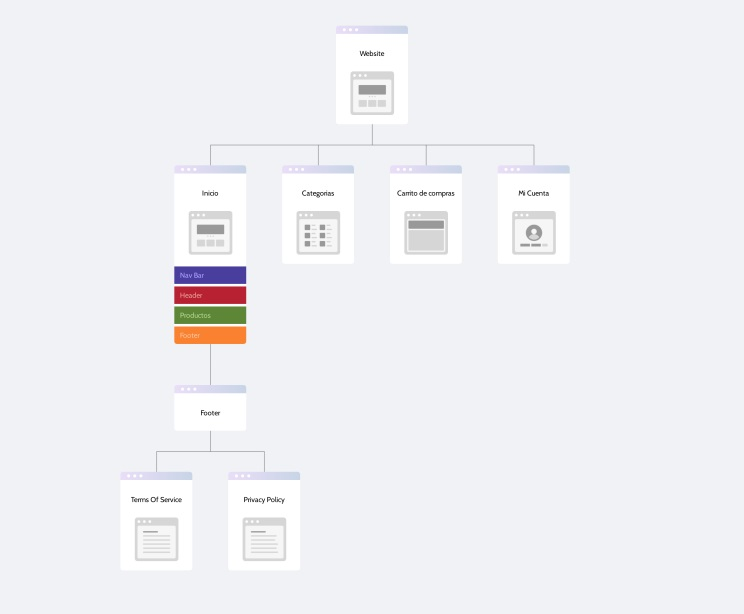 Website
Inicio
Categorias
Carrito de compras
Mi Cuenta
Nav Bar
Header
Productos
Footer
Footer
Terms Of Service
Privacy Policy